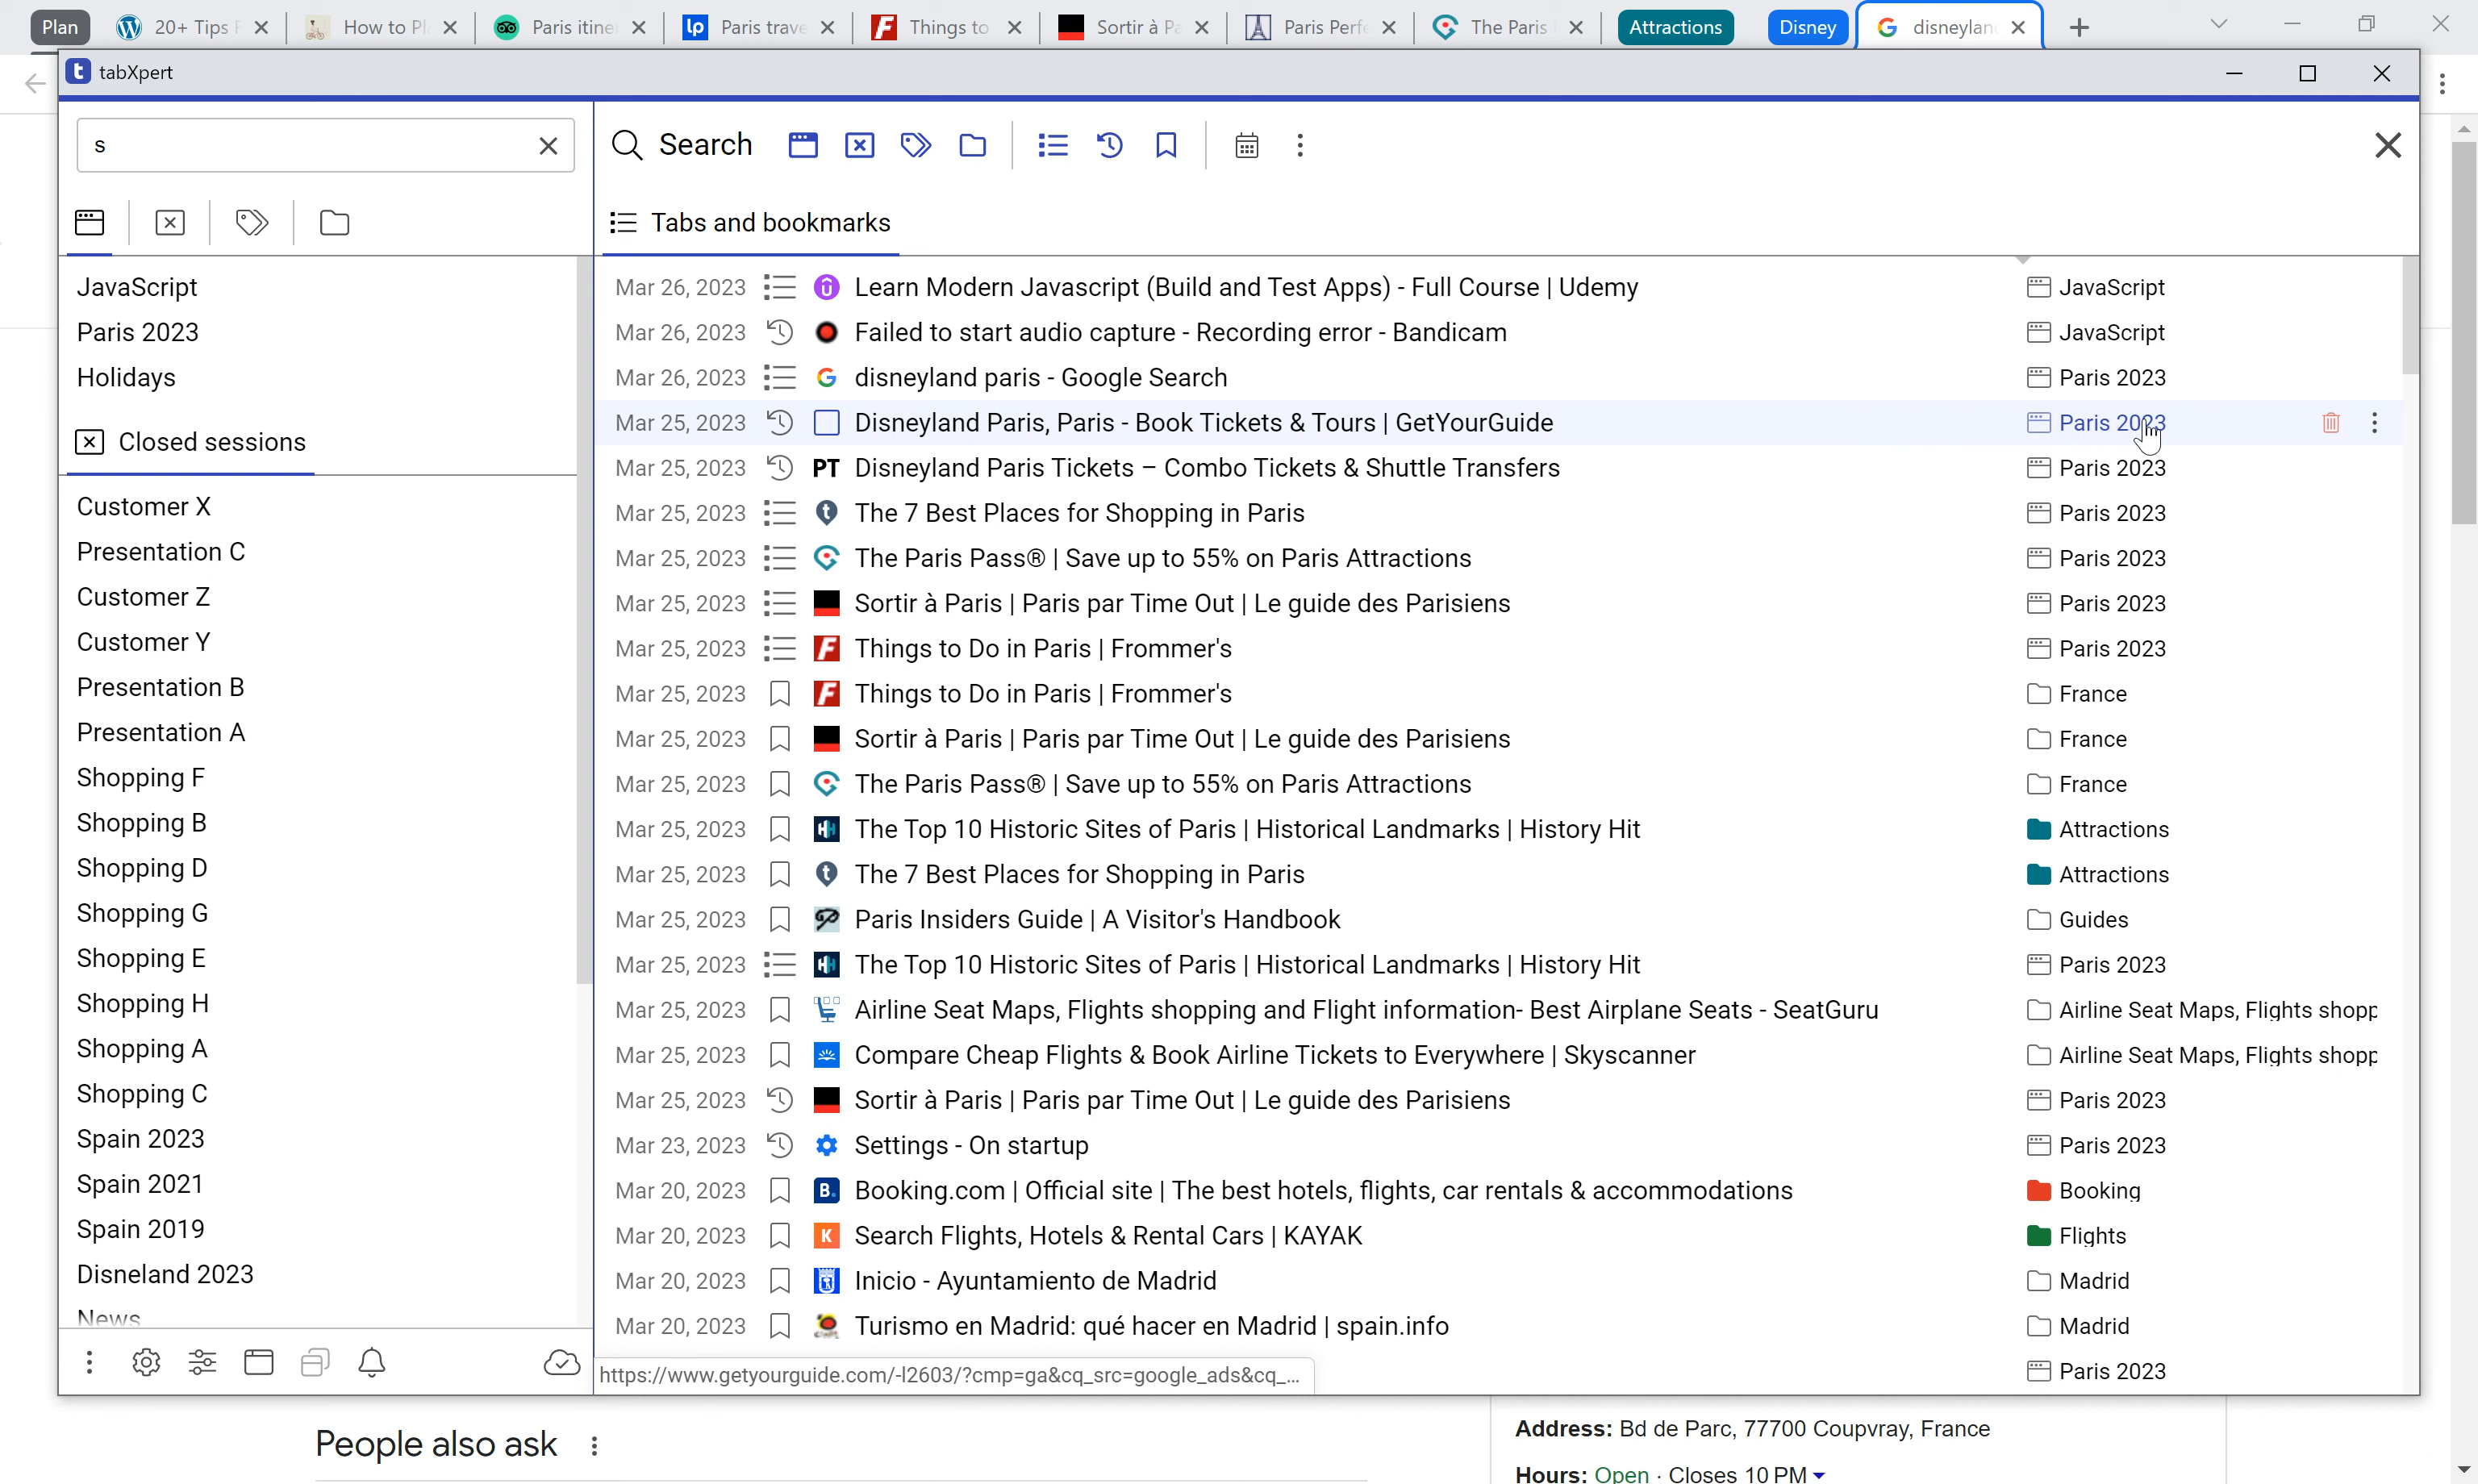 Plan 20+ Tips How to Pl Paris itine Paris trave Things to Sortir à Pa Paris Perfe The Paris Attractions Disney disneylan
tabXpert
s
Search
Tabs and bookmarks
JavaScript
Paris 2023
Holidays
Closed sessions
Customer X
Presentation C
Customer Z
Customer Y
Presentation B
Presentation A
Shopping F
Shopping B
Shopping D
Shopping G
Shopping E
Shopping H
Shopping A
Shopping C
Spain 2023
Spain 2021
Spain 2019
Disneland 2023
News
Mar 26, 2023 Learn Modern Javascript (Build and Test Apps) - Full Course | Udemy JavaScript
Mar 26, 2023 Failed to start audio capture - Recording error - Bandicam JavaScript
Mar 26, 2023 disneyland paris - Google Search Paris 2023
Mar 25, 2023 Disneyland Paris, Paris - Book Tickets & Tours | GetYourGuide Paris 2023
Mar 25, 2023 PT Disneyland Paris Tickets – Combo Tickets & Shuttle Transfers Paris 2023
Mar 25, 2023 The 7 Best Places for Shopping in Paris Paris 2023
Mar 25, 2023 The Paris Pass® | Save up to 55% on Paris Attractions Paris 2023
Mar 25, 2023 Sortir à Paris | Paris par Time Out | Le guide des Parisiens Paris 2023
Mar 25, 2023 Things to Do in Paris | Frommer's Paris 2023
Mar 25, 2023 Things to Do in Paris | Frommer's France
Mar 25, 2023 Sortir à Paris | Paris par Time Out | Le guide des Parisiens France
Mar 25, 2023 The Paris Pass® | Save up to 55% on Paris Attractions France
Mar 25, 2023 The Top 10 Historic Sites of Paris | Historical Landmarks | History Hit Attractions
Mar 25, 2023 The 7 Best Places for Shopping in Paris Attractions
Mar 25, 2023 Paris Insiders Guide | A Visitor's Handbook Guides
Mar 25, 2023 The Top 10 Historic Sites of Paris | Historical Landmarks | History Hit Paris 2023
Mar 25, 2023 Airline Seat Maps, Flights shopping and Flight information- Best Airplane Seats - SeatGuru Airline Seat Maps, Flights shopp
Mar 25, 2023 Compare Cheap Flights & Book Airline Tickets to Everywhere | Skyscanner Airline Seat Maps, Flights shopp
Mar 25, 2023 Sortir à Paris | Paris par Time Out | Le guide des Parisiens Paris 2023
Mar 23, 2023 Settings - On startup Paris 2023
Mar 20, 2023 B. Booking.com | Official site | The best hotels, flights, car rentals & accommodations Booking
Mar 20, 2023 K Search Flights, Hotels & Rental Cars | KAYAK Flights
Mar 20, 2023 Inicio - Ayuntamiento de Madrid Madrid
Mar 20, 2023 Turismo en Madrid: qué hacer en Madrid | spain.info Madrid
https://www.getyourguide.com/-l2603/?cmp=ga&cq_src=google_ads&cq_... Paris 2023
People also ask
Address: Bd de Parc, 77700 Coupvray, France
Hours: Open · Closes 10 PM